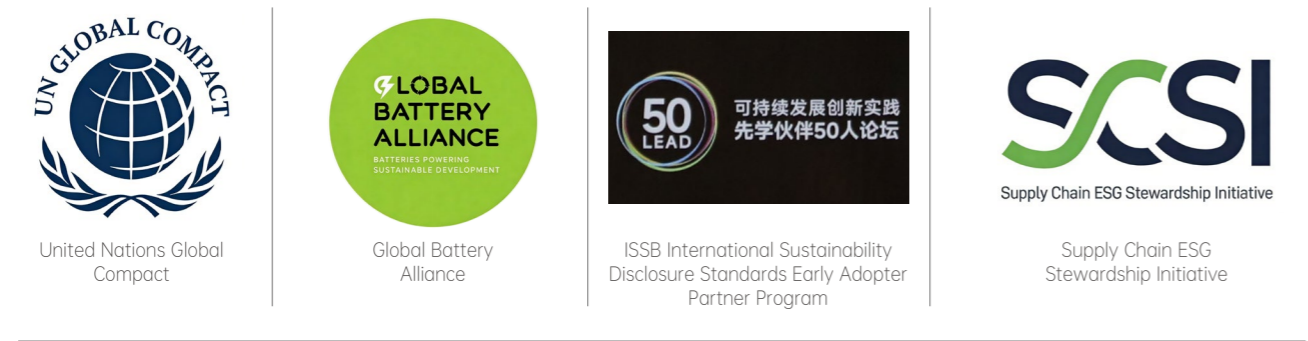 UN GLOBAL COMPACT
United Nations Global
Compact
GLOBAL
BATTERY
ALLIANCE
BATTERIES POWERING
SUSTAINABLE DEVELOPMENT
Global Battery
Alliance
50
LEAD
可持续发展创新实践
先学伙伴50人论坛
ISSB International Sustainability
Disclosure Standards Early Adopter
Partner Program
SCSI
Supply Chain ESG Stewardship Initiative
Supply Chain ESG
Stewardship Initiative